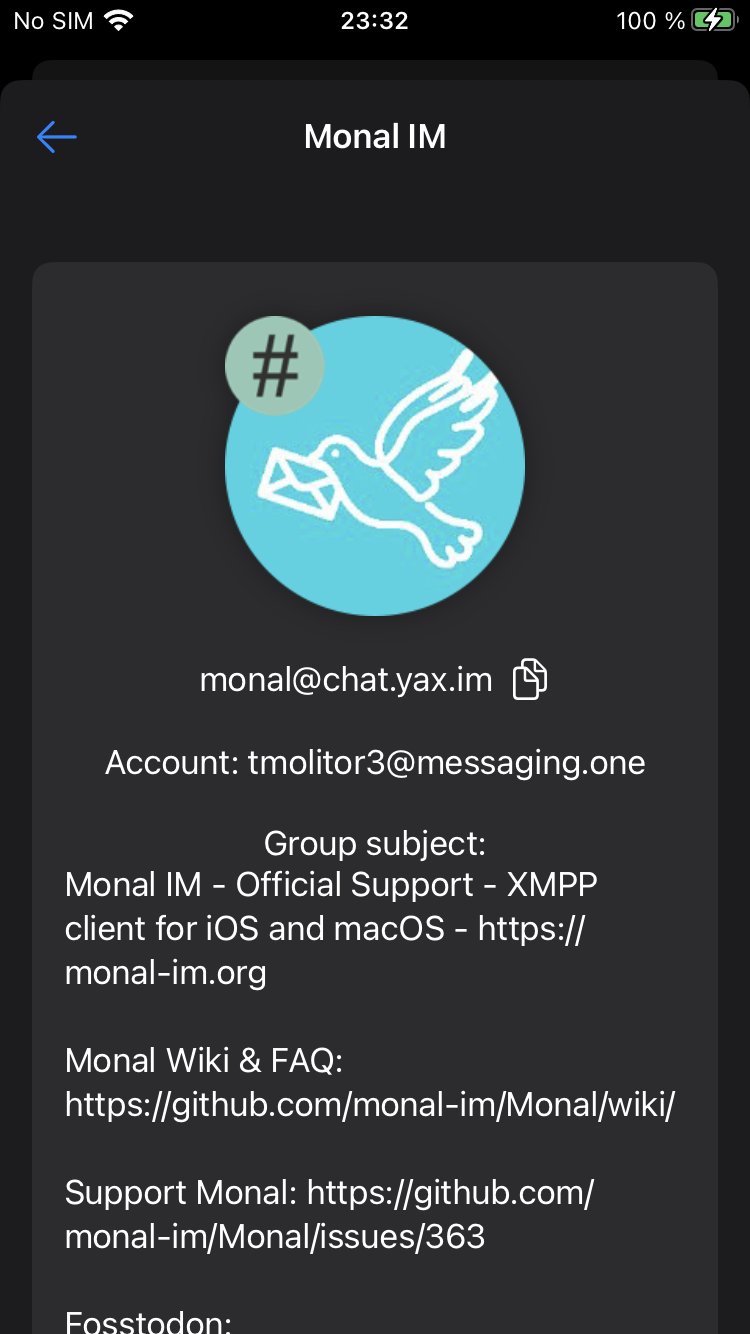 No SIM 23:32 100 %
Monal IM
#
monal@chat.yax.im
Account: tmolitor3@messaging.one
Group subject:
Monal IM - Official Support - XMPP
client for iOS and macOS - https://
monal-im.org
Monal Wiki & FAQ:
https://github.com/monal-im/Monal/wiki/
Support Monal: https://github.com/
monal-im/Monal/issues/363
Fosstodon: